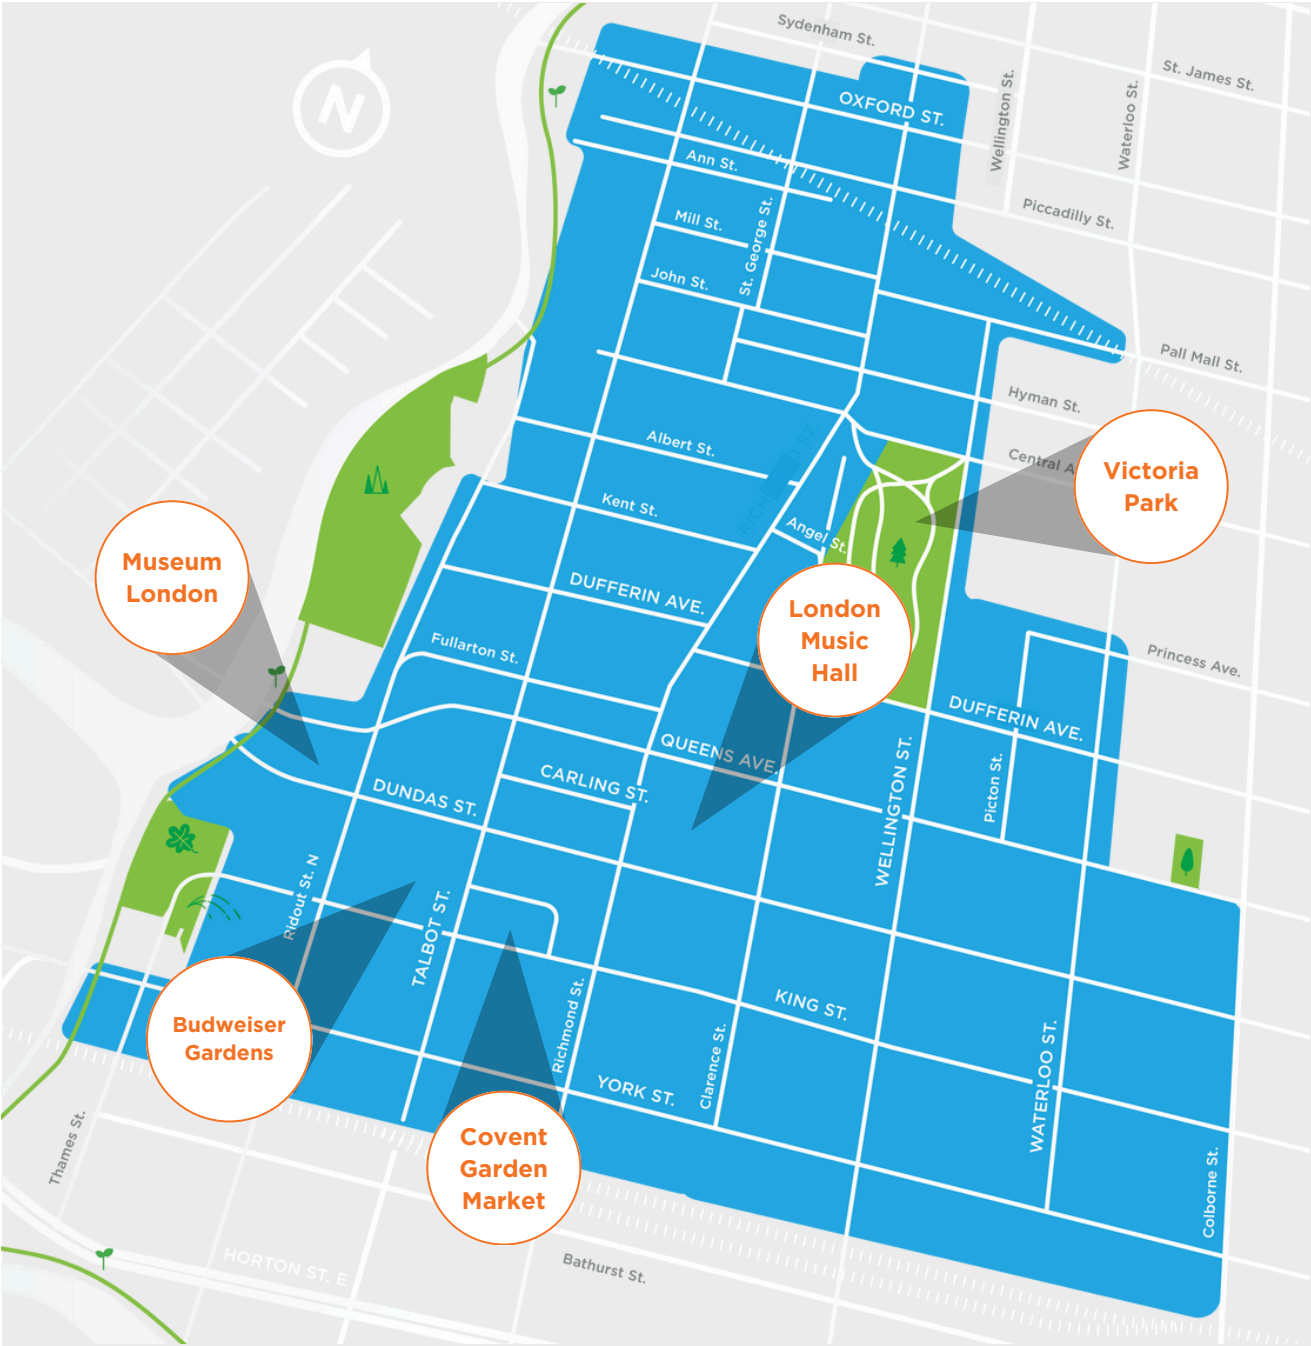 Sydenham St.
St. James St.
OXFORD ST.
Wellington St.
Waterloo St.
Ann St.
Piccadilly St.
Mill St.
St. George St.
John St.
N
Pall Mall St.
Hyman St.
Albert St.
Central
Victoria
Park
Kent St.
Angel St.
RICHMOND ST.
Museum
London
DUFFERIN AVE.
London
Music
Hall
Fullarton St.
Princess Ave.
DUFFERIN AVE.
QUEENS AVE.
CARLING ST.
DUNDAS ST.
WELLINGTON ST.
Picton St.
Ridout St. N
TALBOT ST.
KING ST.
Budweiser
Gardens
Richmond St.
Clarence St.
YORK ST.
WATERLOO ST.
Covent
Garden
Market
Thames St.
Colborne St.
HORTON ST. E
Bathurst St.